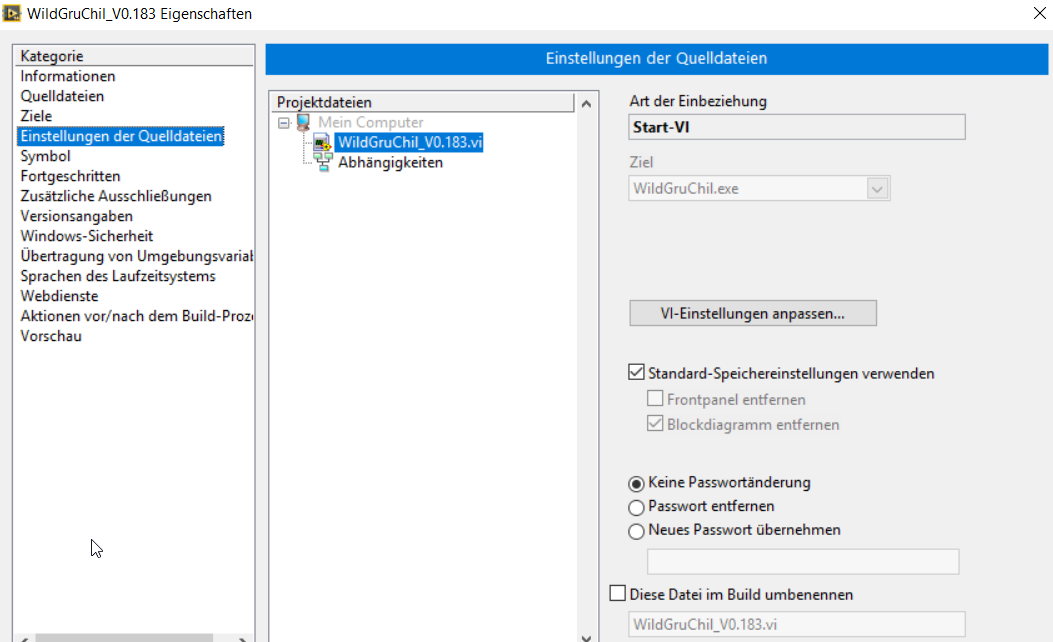 WildGruChil_V0.183 Eigenschaften
Kategorie
Informationen
Quelldateien
Ziele
Einstellungen der Quelldateien
Symbol
Fortgeschritten
Zusätzliche Ausschließungen
Versionsangaben
Windows-Sicherheit
Übertragung von Umgebungsvariab
Sprachen des Laufzeitsystems
Webdienste
Aktionen vor/nach dem Build-Proze
Vorschau
Einstellungen der Quelldateien
Projektdateien
Mein Computer
WildGruChil_V0.183.vi
Abhängigkeiten
Art der Einbeziehung
Start-VI
Ziel
WildGruChil.exe
VI-Einstellungen anpassen...
Standard-Speichereinstellungen verwenden
Frontpanel entfernen
Blockdiagramm entfernen
Keine Passwortänderung
Passwort entfernen
Neues Passwort übernehmen
Diese Datei im Build umbenennen
WildGruChil_V0.183.vi